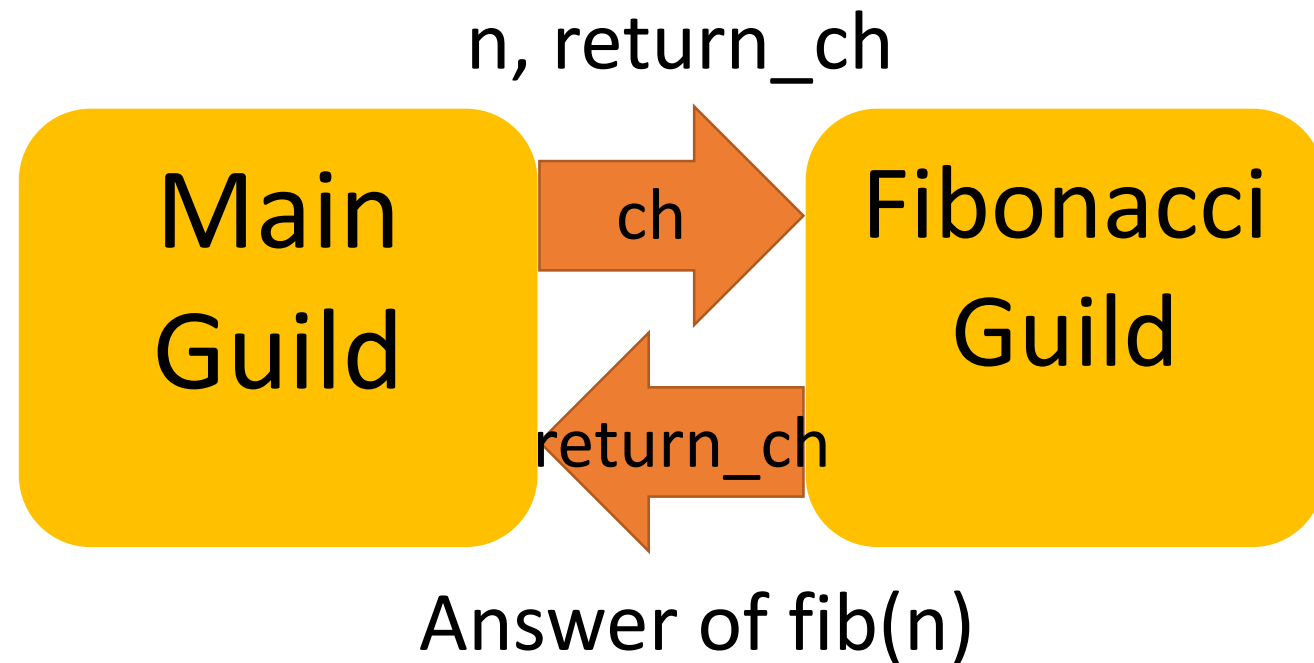 n, return_ch
Main
Guild
ch
Fibonacci
Guild
return_ch
Answer of fib(n)